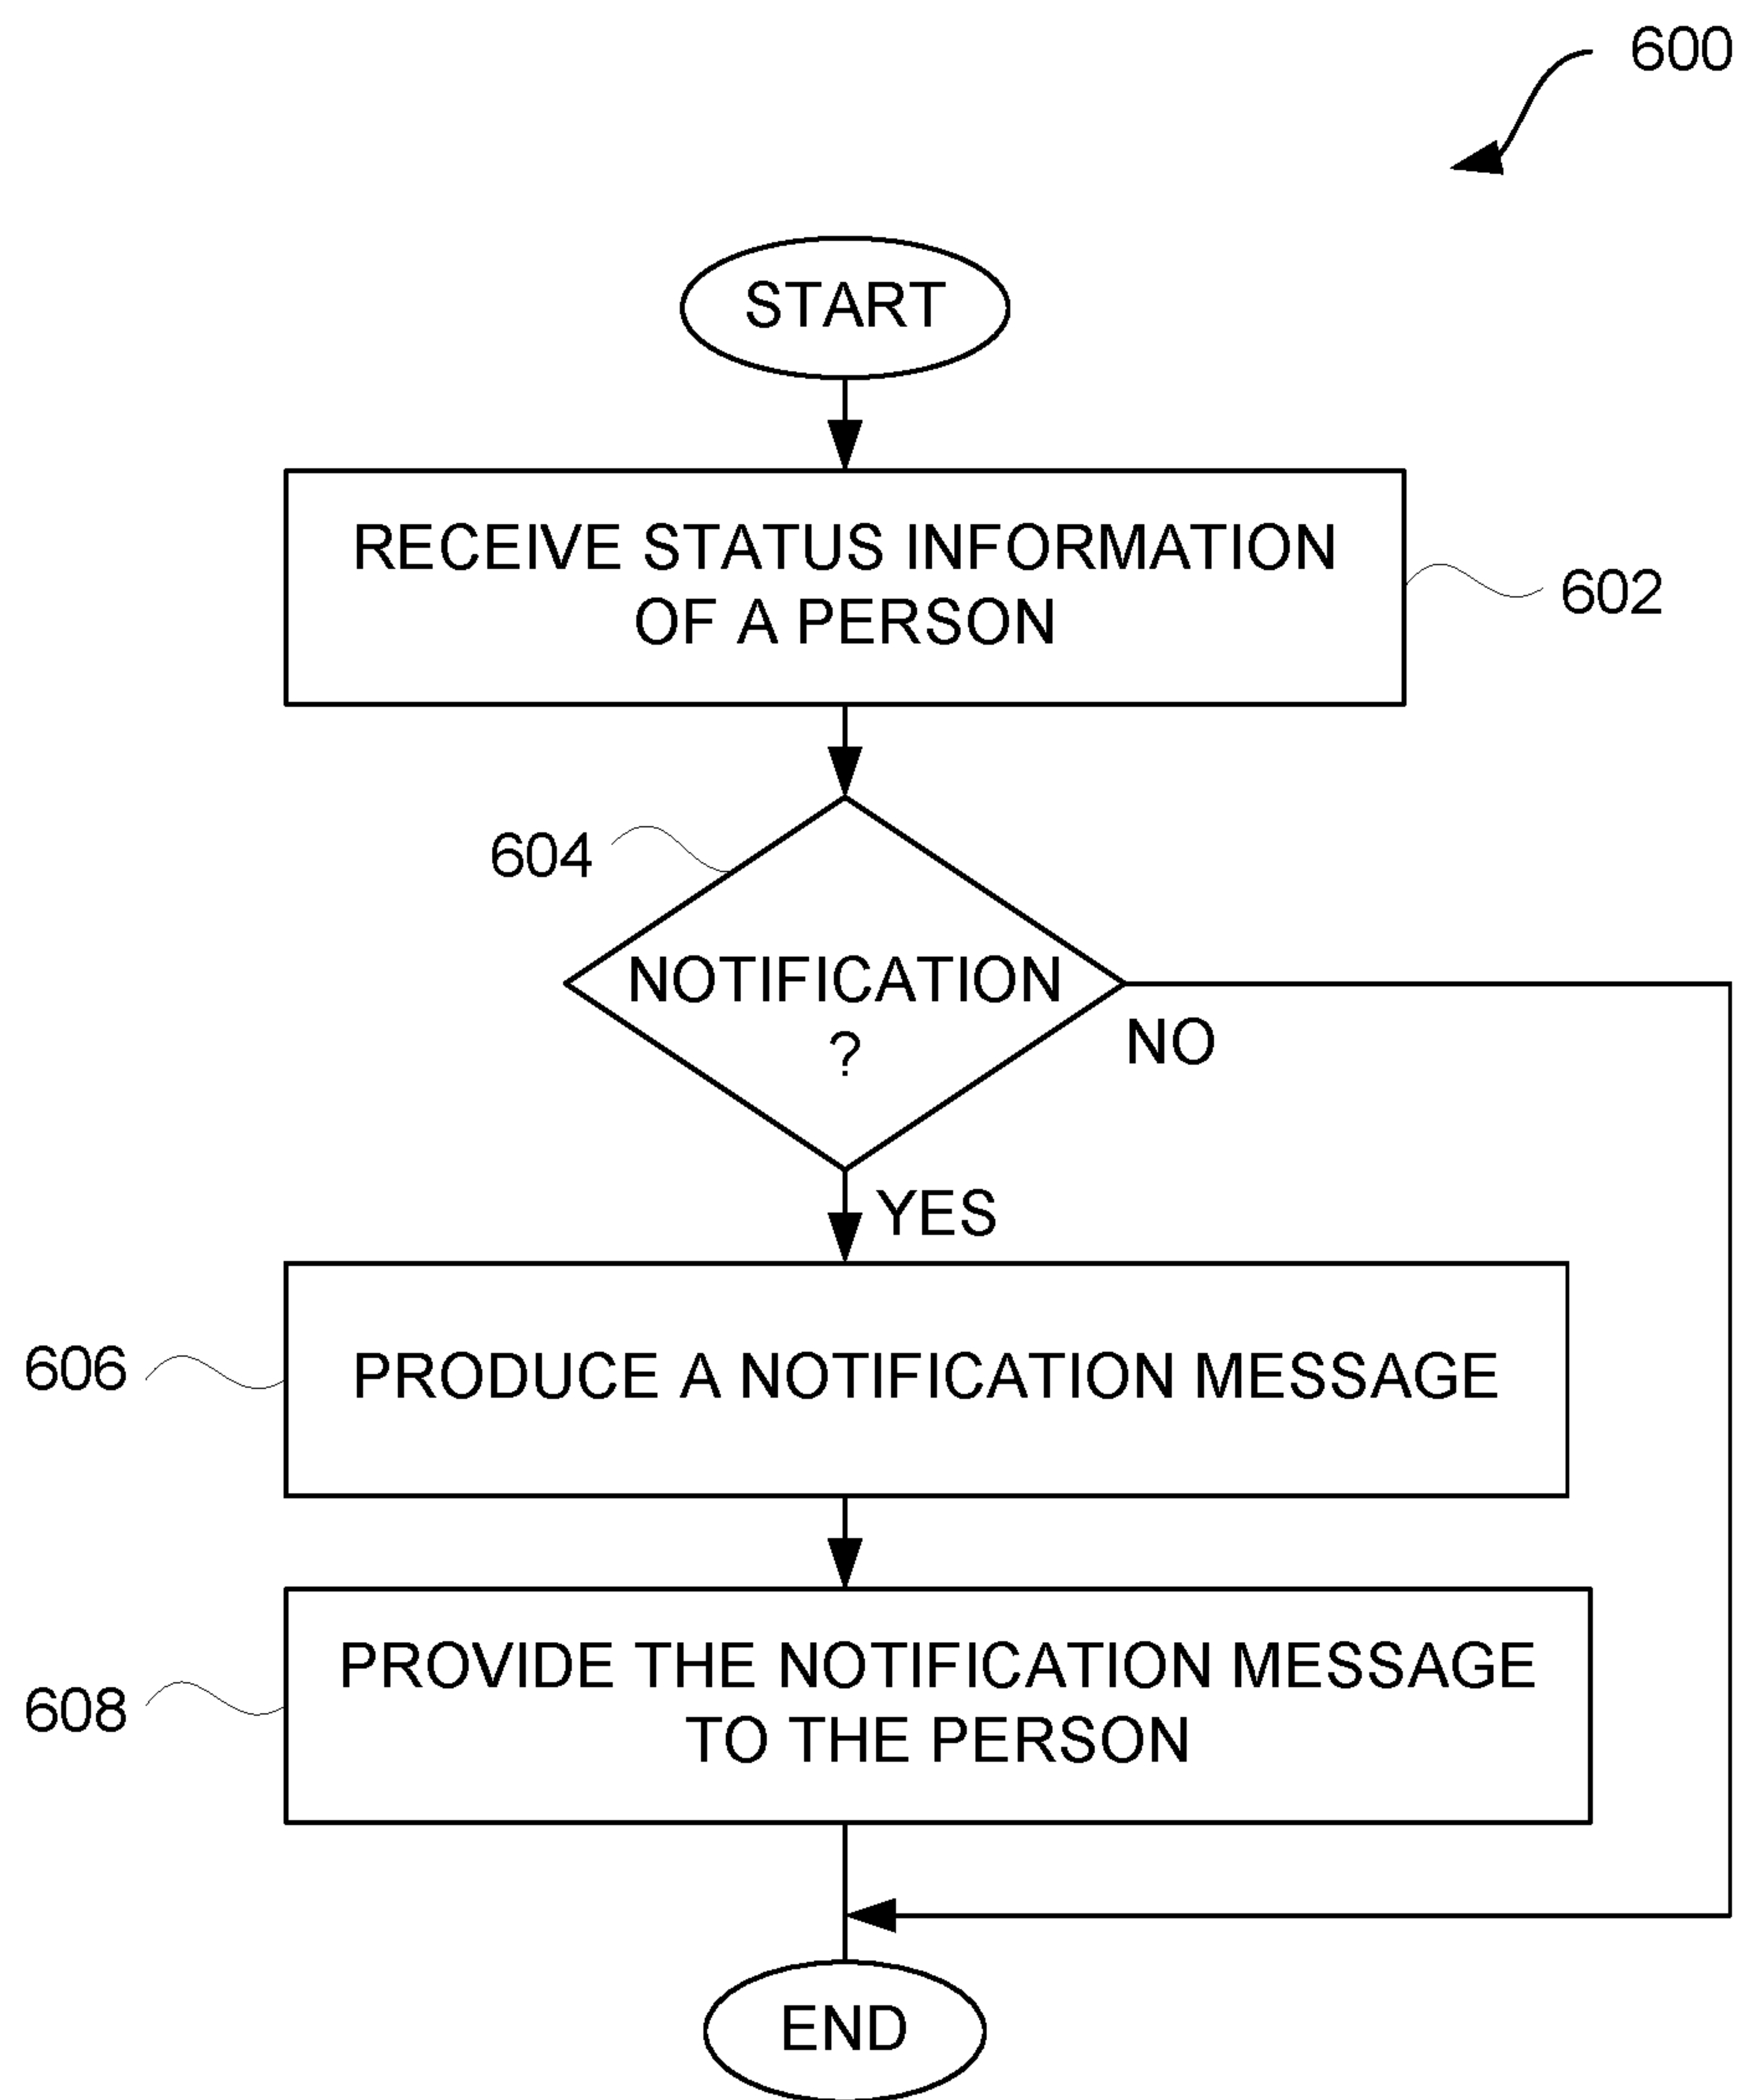 600
START
RECEIVE STATUS INFORMATION
OF A PERSON
602
604
NOTIFICATION
?
NO
YES
606
PRODUCE A NOTIFICATION MESSAGE
PROVIDE THE NOTIFICATION MESSAGE
TO THE PERSON
608
END